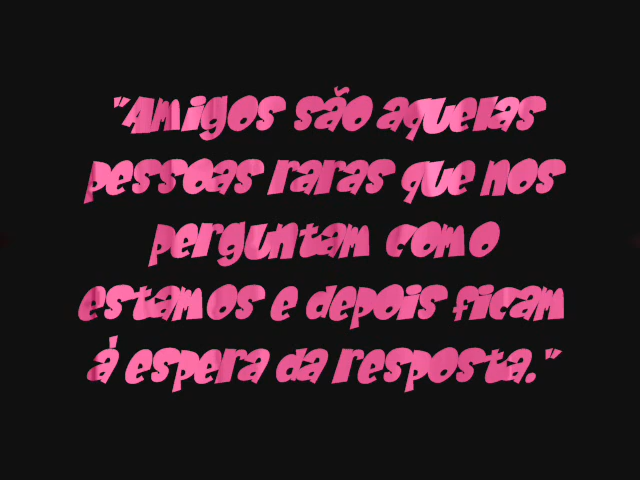 "Amigos são aquelas
pessoas raras que nos
perguntam como
estamos e depois ficam
á espera da resposta."